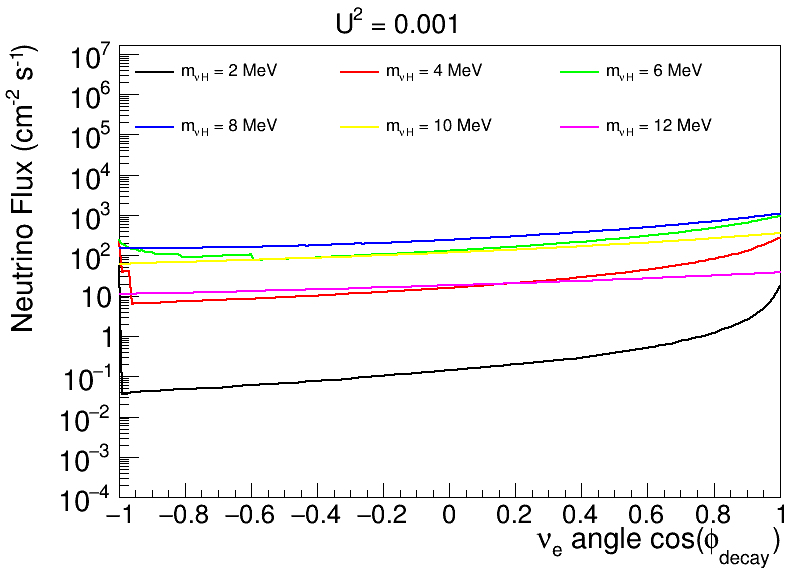 U² = 0.001
Neutrino Flux (cm⁻² s⁻¹)
m_νH = 2 MeV m_νH = 4 MeV m_νH = 6 MeV
m_νH = 8 MeV m_νH = 10 MeV m_νH = 12 MeV
10⁷
10⁶
10⁵
10⁴
10³
10²
10
1
10⁻¹
10⁻²
10⁻³
10⁻⁴
−1 −0.8 −0.6 −0.4 −0.2 0 0.2 0.4 0.6 0.8 1
ν_e angle cos(ϕ_decay)